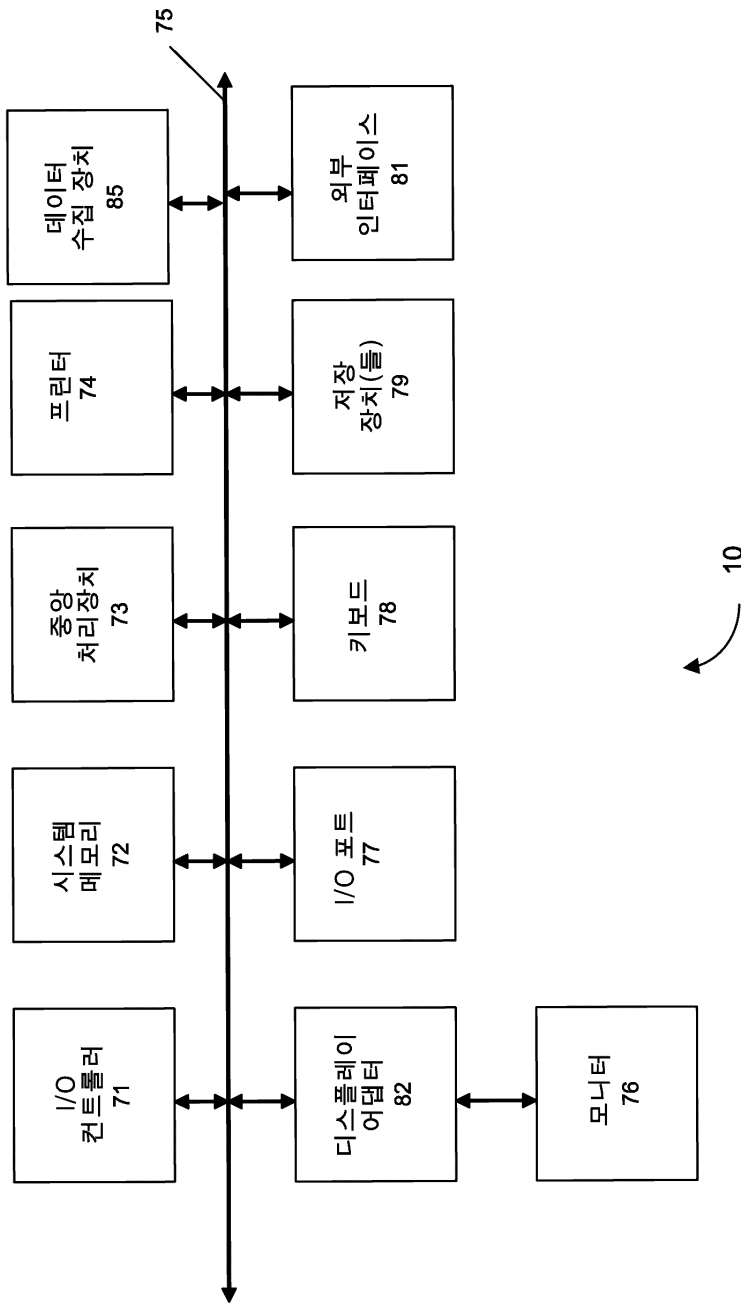 I/O
컨트롤러
71
시스템
메모리
72
중앙
처리장치
73
프린터
74
데이터
수집 장치
85
75
디스플레이
어댑터
82
I/O 포트
77
키보드
78
저장
장치(들)
79
외부
인터페이스
81
모니터
76
10